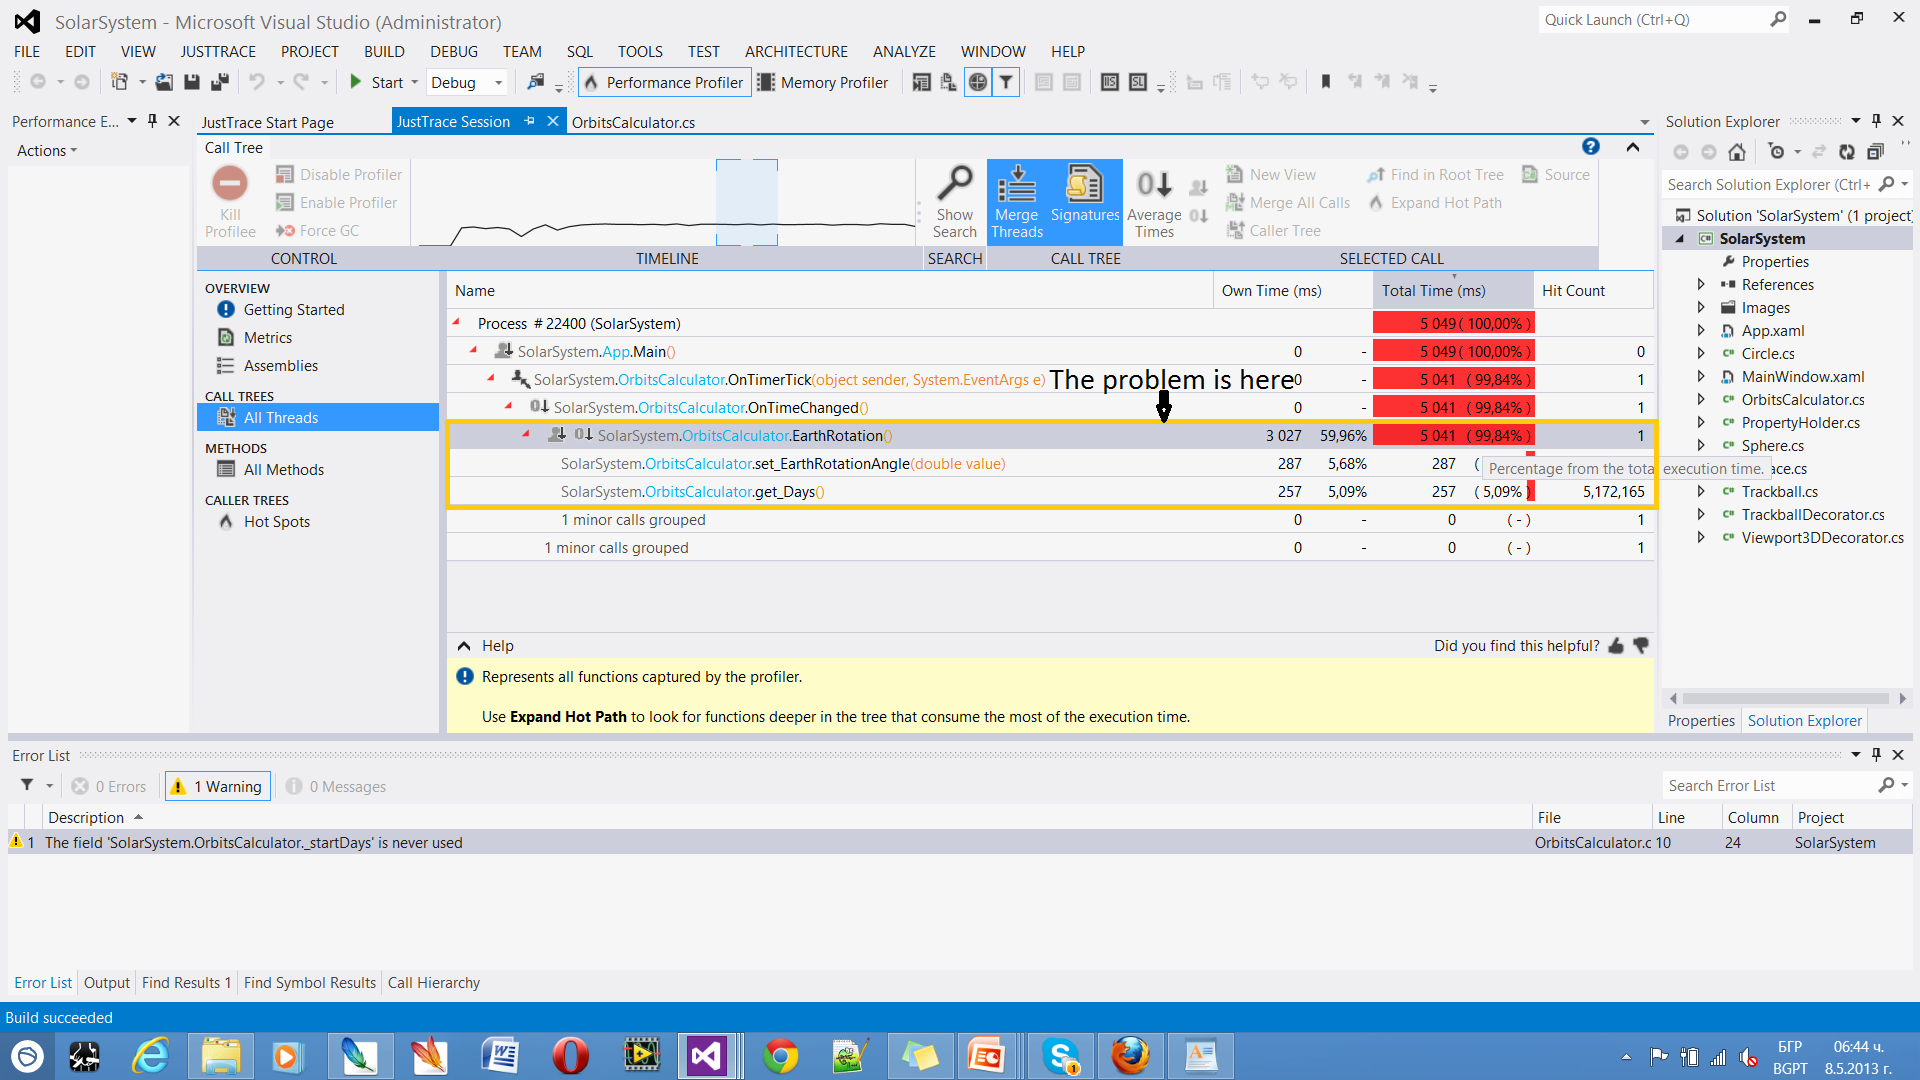 SolarSystem - Microsoft Visual Studio (Administrator)
Quick Launch (Ctrl+Q)
FILE EDIT VIEW JUSTTRACE PROJECT BUILD DEBUG TEAM SQL TOOLS TEST ARCHITECTURE ANALYZE WINDOW HELP
Start Debug Performance Profiler Memory Profiler
Performance E...
Actions
JustTrace Start Page JustTrace Session OrbitsCalculator.cs
Call Tree
Kill Profilee
Disable Profiler
Enable Profiler
Force GC
Show Search
Merge Threads
Signatures
Average Times
New View
Merge All Calls
Caller Tree
Find in Root Tree
Expand Hot Path
Source
CONTROL TIMELINE SEARCH CALL TREE SELECTED CALL
OVERVIEW
Getting Started
Metrics
Assemblies
CALL TREES
All Threads
METHODS
All Methods
CALLER TREES
Hot Spots
Name Own Time (ms) Total Time (ms) Hit Count
Process # 22400 (SolarSystem) 5 049 ( 100,00% )
SolarSystem.App.Main() 0 - 5 049 ( 100,00% ) 0
SolarSystem.OrbitsCalculator.OnTimerTick(object sender, System.EventArgs e) 0 5 041 ( 99,84% ) 1
The problem is here
SolarSystem.OrbitsCalculator.OnTimeChanged() 0 - 5 041 ( 99,84% ) 1
SolarSystem.OrbitsCalculator.EarthRotation() 3 027 59,96% 5 041 ( 99,84% ) 1
SolarSystem.OrbitsCalculator.set_EarthRotationAngle(double value) 287 5,68% 287 (
Percentage from the total execution time.
SolarSystem.OrbitsCalculator.get_Days() 257 5,09% 257 ( 5,09% ) 5,172,165
1 minor calls grouped 0 - 0 ( - ) 1
1 minor calls grouped 0 - 0 ( - ) 1
Help
Did you find this helpful?
Represents all functions captured by the profiler.
Use Expand Hot Path to look for functions deeper in the tree that consume the most of the execution time.
Solution Explorer
Search Solution Explorer (Ctrl+
Solution 'SolarSystem' (1 project)
SolarSystem
Properties
References
Images
App.xaml
Circle.cs
MainWindow.xaml
OrbitsCalculator.cs
PropertyHolder.cs
Sphere.cs
ace.cs
Trackball.cs
TrackballDecorator.cs
Viewport3DDecorator.cs
Properties Solution Explorer
Error List
0 Errors 1 Warning 0 Messages
Search Error List
Description File Line Column Project
1 The field 'SolarSystem.OrbitsCalculator._startDays' is never used OrbitsCalculator.c 10 24 SolarSystem
Error List Output Find Results 1 Find Symbol Results Call Hierarchy
Build succeeded
БГР 06:44 ч.
BGPT 8.5.2013 г.